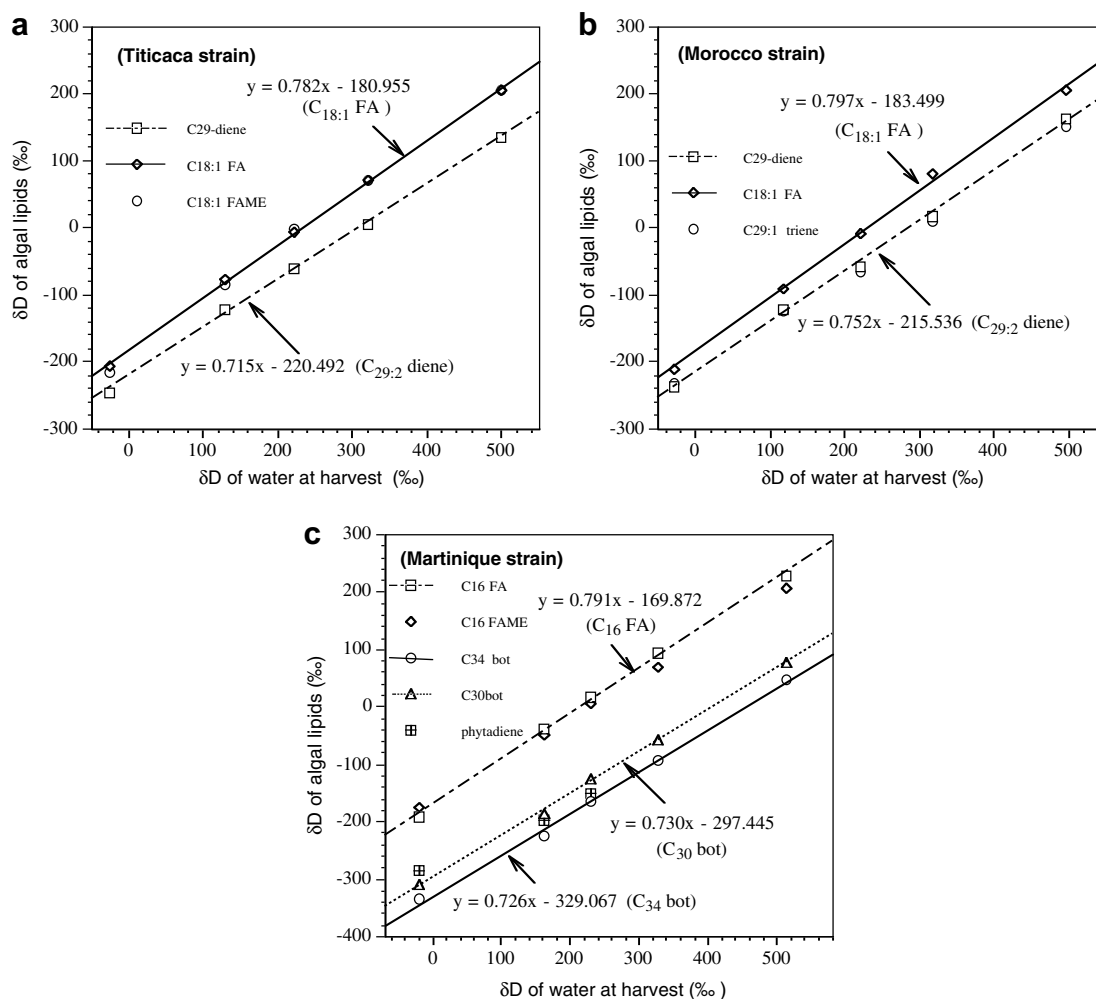 a
(Titicaca strain)
y = 0.782x - 180.955
(C18:1 FA )
C29-diene
C18:1 FA
C18:1 FAME
y = 0.715x - 220.492 (C29:2 diene)
300
200
100
0
-100
-200
-300
δD of algal lipids (‰)
0 100 200 300 400 500
δD of water at harvest (‰)
b
(Morocco strain)
y = 0.797x - 183.499
(C18:1 FA )
C29-diene
C18:1 FA
C29:1 triene
y = 0.752x - 215.536 (C29:2 diene)
300
200
100
0
-100
-200
-300
δD of algal lipids (‰)
0 100 200 300 400 500
δD of water at harvest (‰)
c
(Martinique strain)
C16 FA
C16 FAME
C34 bot
C30bot
phytadiene
y = 0.791x - 169.872
(C16 FA)
y = 0.730x - 297.445
(C30 bot)
y = 0.726x - 329.067 (C34 bot)
300
200
100
0
-100
-200
-300
-400
δD of algal lipids (‰)
0 100 200 300 400 500
δD of water at harvest (‰ )